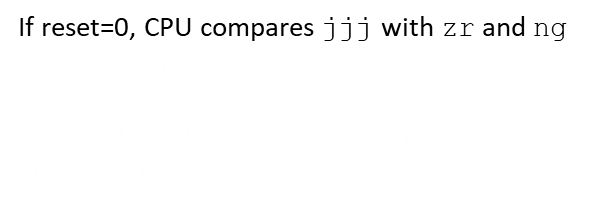 If reset=0, CPU compares jjj with zr and ng